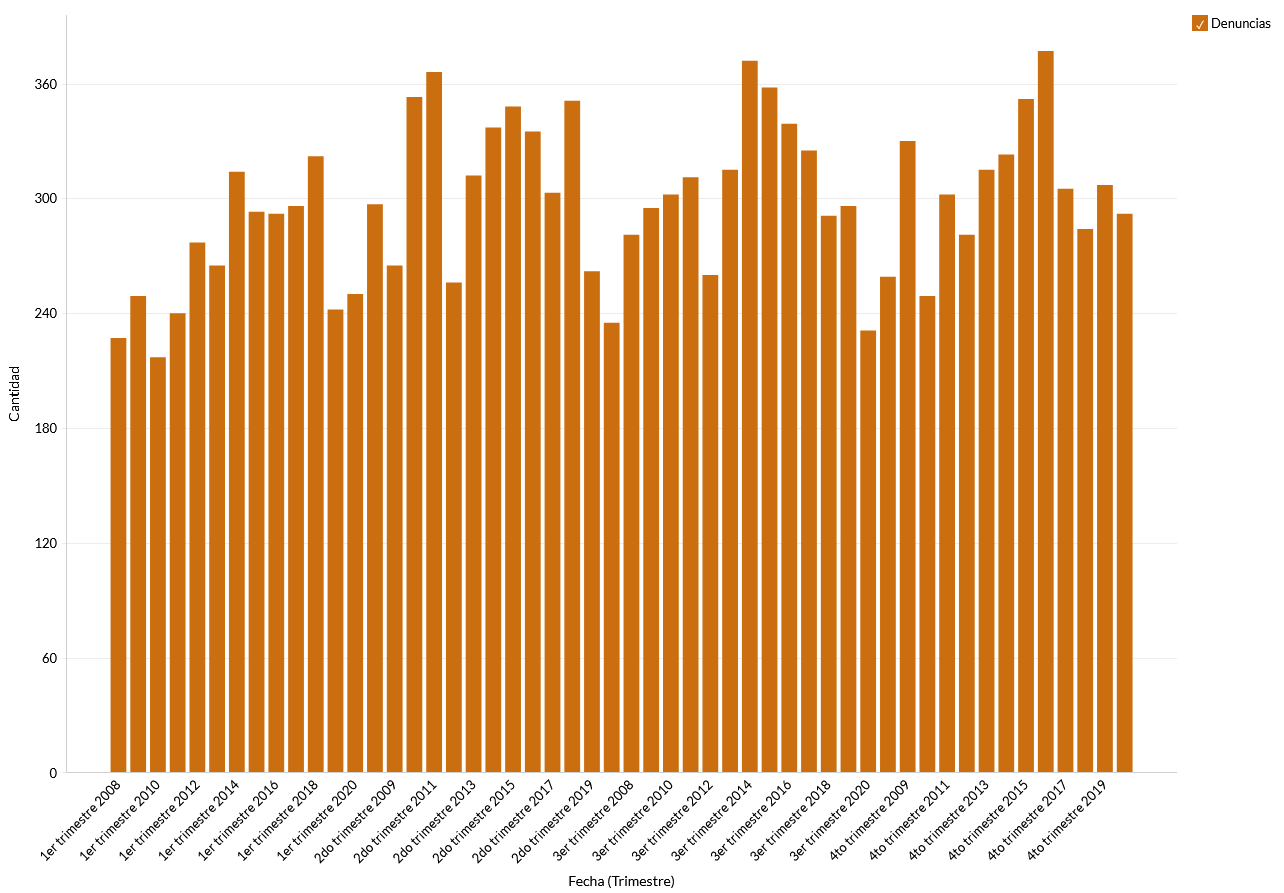 Denuncias
360
300
240
180
120
60
0
Cantidad
1er trimestre 2008
1er trimestre 2010
1er trimestre 2012
1er trimestre 2014
1er trimestre 2016
1er trimestre 2018
1er trimestre 2020
2do trimestre 2009
2do trimestre 2011
2do trimestre 2013
2do trimestre 2015
2do trimestre 2017
2do trimestre 2019
3er trimestre 2008
3er trimestre 2010
3er trimestre 2012
3er trimestre 2014
3er trimestre 2016
3er trimestre 2018
3er trimestre 2020
4to trimestre 2009
4to trimestre 2011
4to trimestre 2013
4to trimestre 2015
4to trimestre 2017
4to trimestre 2019
Fecha (Trimestre)